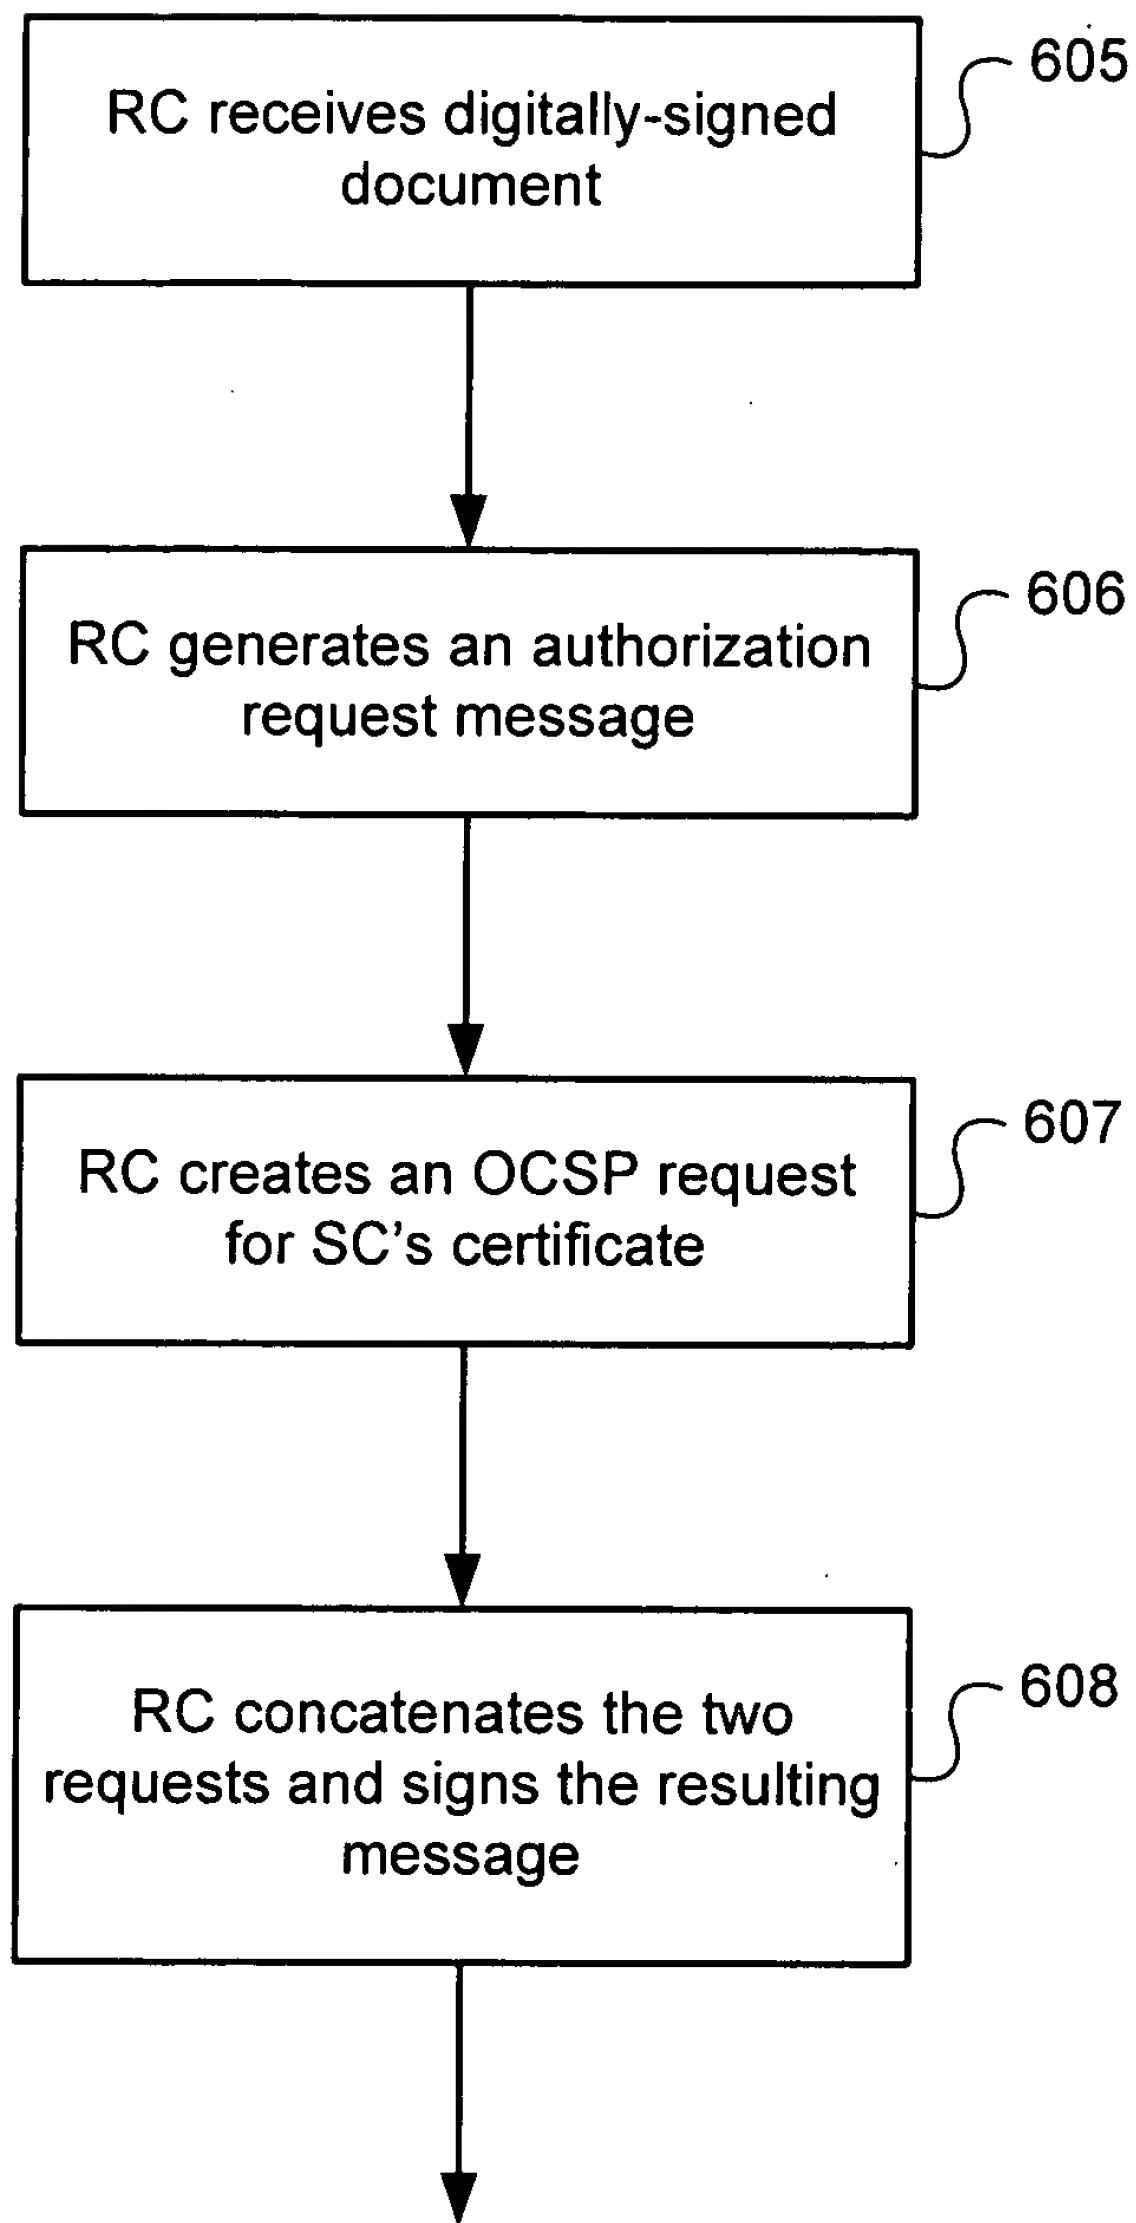 RC receives digitally-signed
document
605
RC generates an authorization
request message
606
RC creates an OCSP request
for SC's certificate
607
RC concatenates the two
requests and signs the resulting
message
608